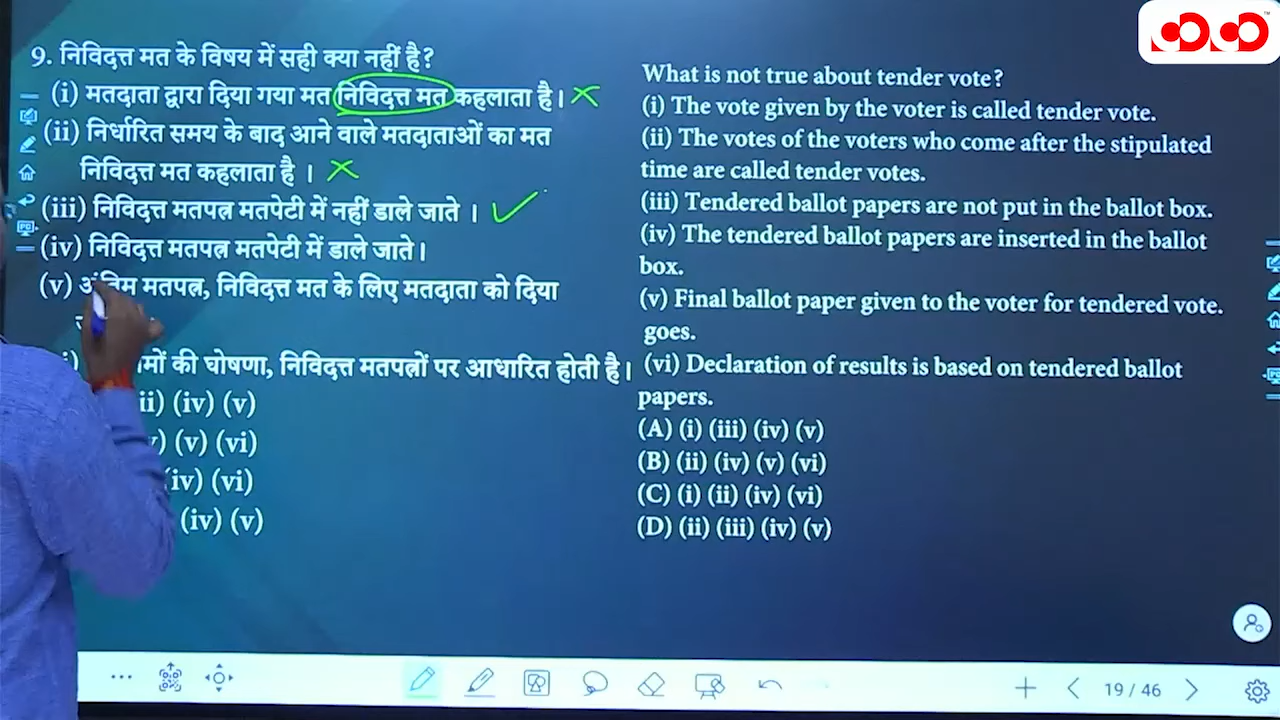 9. निविदत्त मत के विषय में सही क्या नहीं है?
(i) मतदाता द्वारा दिया गया मत निविदत्त मत कहलाता है।
(ii) निर्धारित समय के बाद आने वाले मतदाताओं का मत
निविदत्त मत कहलाता है ।
(iii) निविदत्त मतपत्र मतपेटी में नहीं डाले जाते ।
(iv) निविदत्त मतपत्र मतपेटी में डाले जाते।
(v) अंतिम मतपत्र, निविदत्त मत के लिए मतदाता को दिया
की घोषणा, निविदत्त मतपत्रों पर आधारित होती है।
(iv) (v)
(v) (vi)
(iv) (vi)
(iv) (v)
What is not true about tender vote?
(i) The vote given by the voter is called tender vote.
(ii) The votes of the voters who come after the stipulated
time are called tender votes.
(iii) Tendered ballot papers are not put in the ballot box.
(iv) The tendered ballot papers are inserted in the ballot
box.
(v) Final ballot paper given to the voter for tendered vote.
goes.
(vi) Declaration of results is based on tendered ballot
papers.
(A) (i) (iii) (iv) (v)
(B) (ii) (iv) (v) (vi)
(C) (i) (ii) (iv) (vi)
(D) (ii) (iii) (iv) (v)
19 / 46